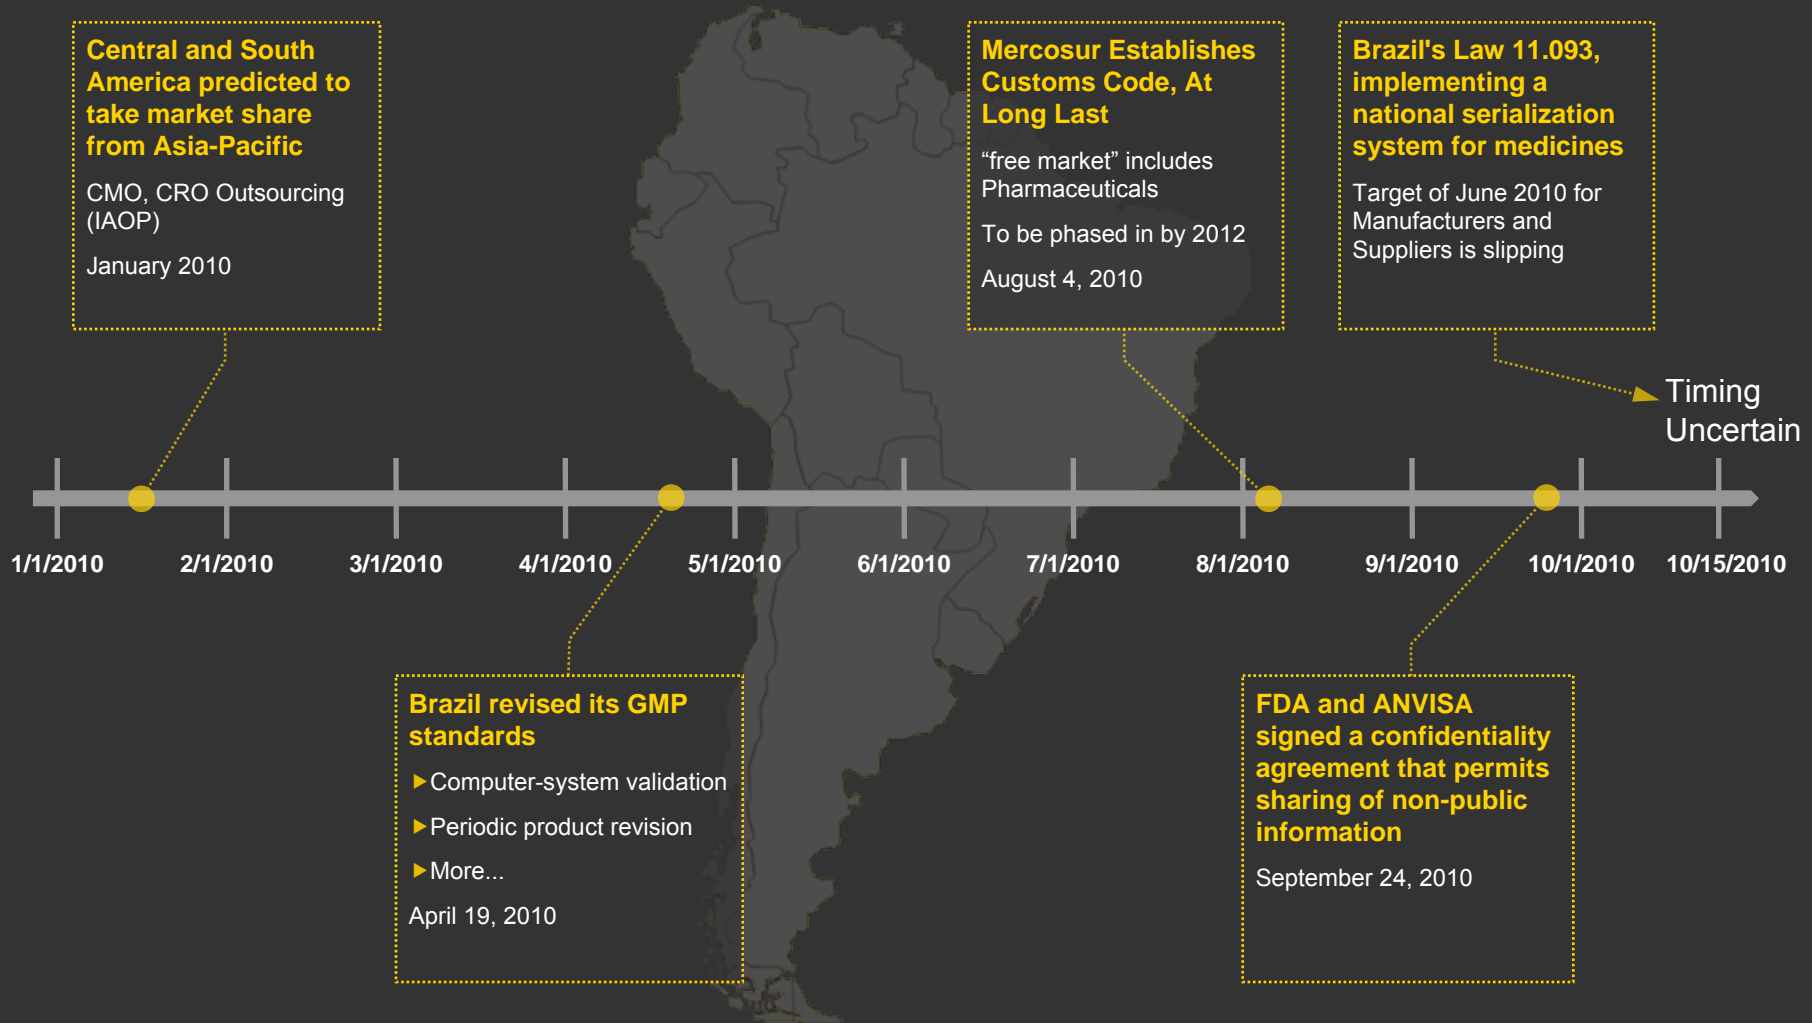 Central and South
America predicted to
take market share
from Asia-Pacific
CMO, CRO Outsourcing
(IAOP)
January 2010
Mercosur Establishes
Customs Code, At
Long Last
“free market” includes
Pharmaceuticals
To be phased in by 2012
August 4, 2010
Brazil's Law 11.093,
implementing a
national serialization
system for medicines
Target of June 2010 for
Manufacturers and
Suppliers is slipping
Timing
Uncertain
1/1/2010
2/1/2010
3/1/2010
4/1/2010
5/1/2010
6/1/2010
7/1/2010
8/1/2010
9/1/2010
10/1/2010
10/15/2010
Brazil revised its GMP
standards
Computer-system validation
Periodic product revision
More...
April 19, 2010
FDA and ANVISA
signed a confidentiality
agreement that permits
sharing of non-public
information
September 24, 2010